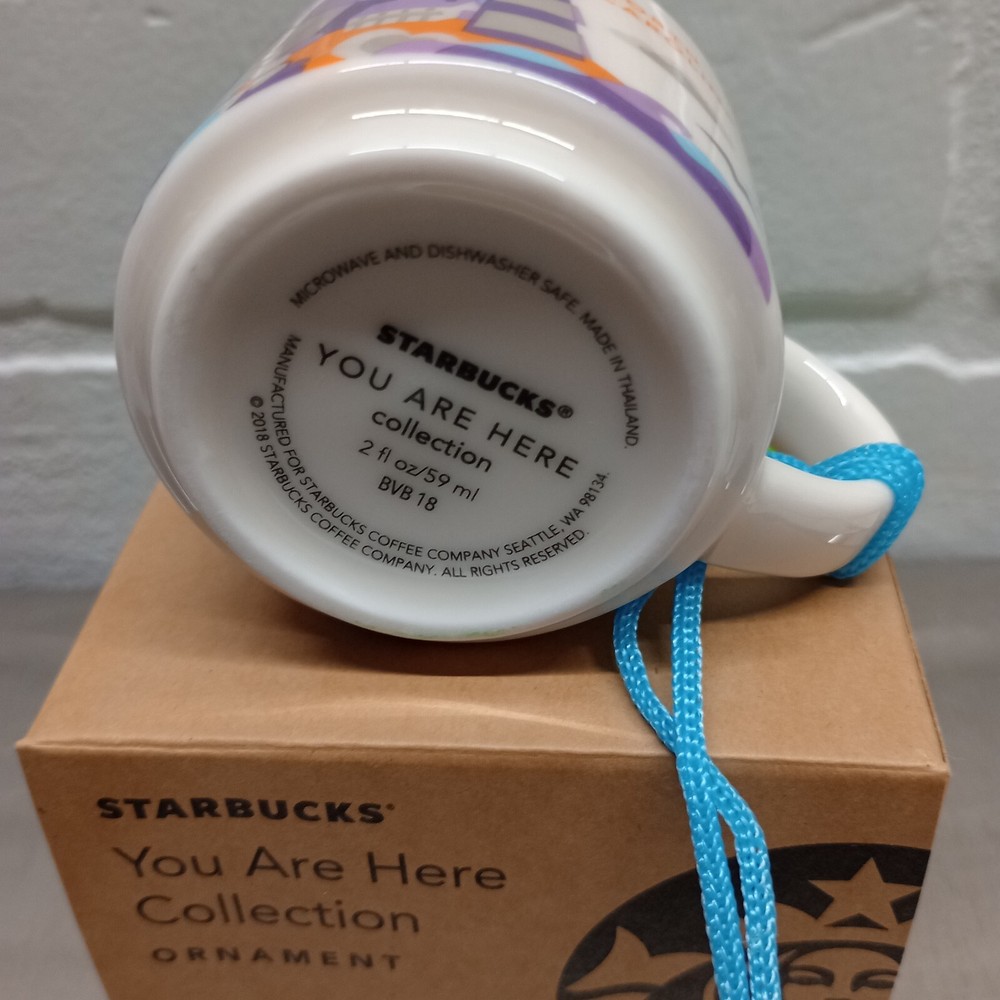 MICROWAVE AND DISHWASHER SAFE. MADE IN THAILAND.
STARBUCKS®
YOU ARE HERE
collection
2 fl oz/59 ml
BVB 18
MANUFACTURED FOR STARBUCKS COFFEE COMPANY SEATTLE, WA 98134.
© 2018 STARBUCKS COFFEE COMPANY. ALL RIGHTS RESERVED.
STARBUCKS®
You Are Here
Collection
ORNAMENT